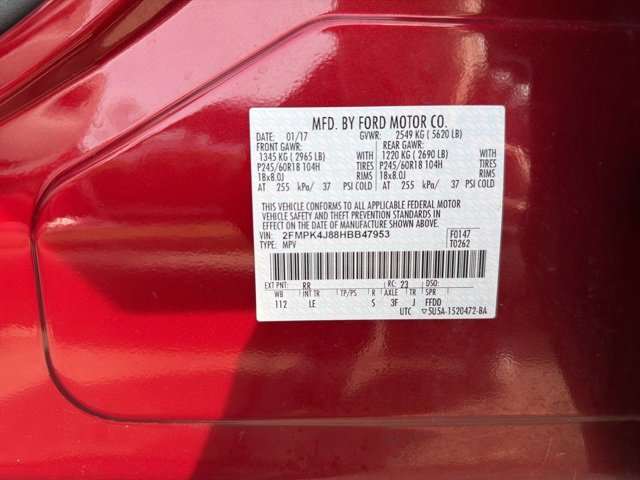 MFD. BY FORD MOTOR CO.
DATE: 01/17 GVWR: 2549 KG ( 5620 LB)
FRONT GAWR: REAR GAWR:
1345 KG ( 2965 LB) WITH 1220 KG ( 2690 LB) WITH
P245/60R18 104H TIRES P245/60R18 104H TIRES
18x8.0J RIMS 18x8.0J RIMS
AT 255 kPa/ 37 PSI COLD AT 255 kPa/ 37 PSI COLD
THIS VEHICLE CONFORMS TO ALL APPLICABLE FEDERAL MOTOR
VEHICLE SAFETY AND THEFT PREVENTION STANDARDS IN
EFFECT ON THE DATE OF MANUFACTURE SHOWN ABOVE.
VIN: 2FMPK4J88HBB47953 F0147
TYPE: MPV T0262
EXT PNT: RR RC: 23 DSO:
WB INT TR TP/PS R AXLE TR SPR
112 LE S 3F J FFDD
UTC ▽5U5A-1520472-BA